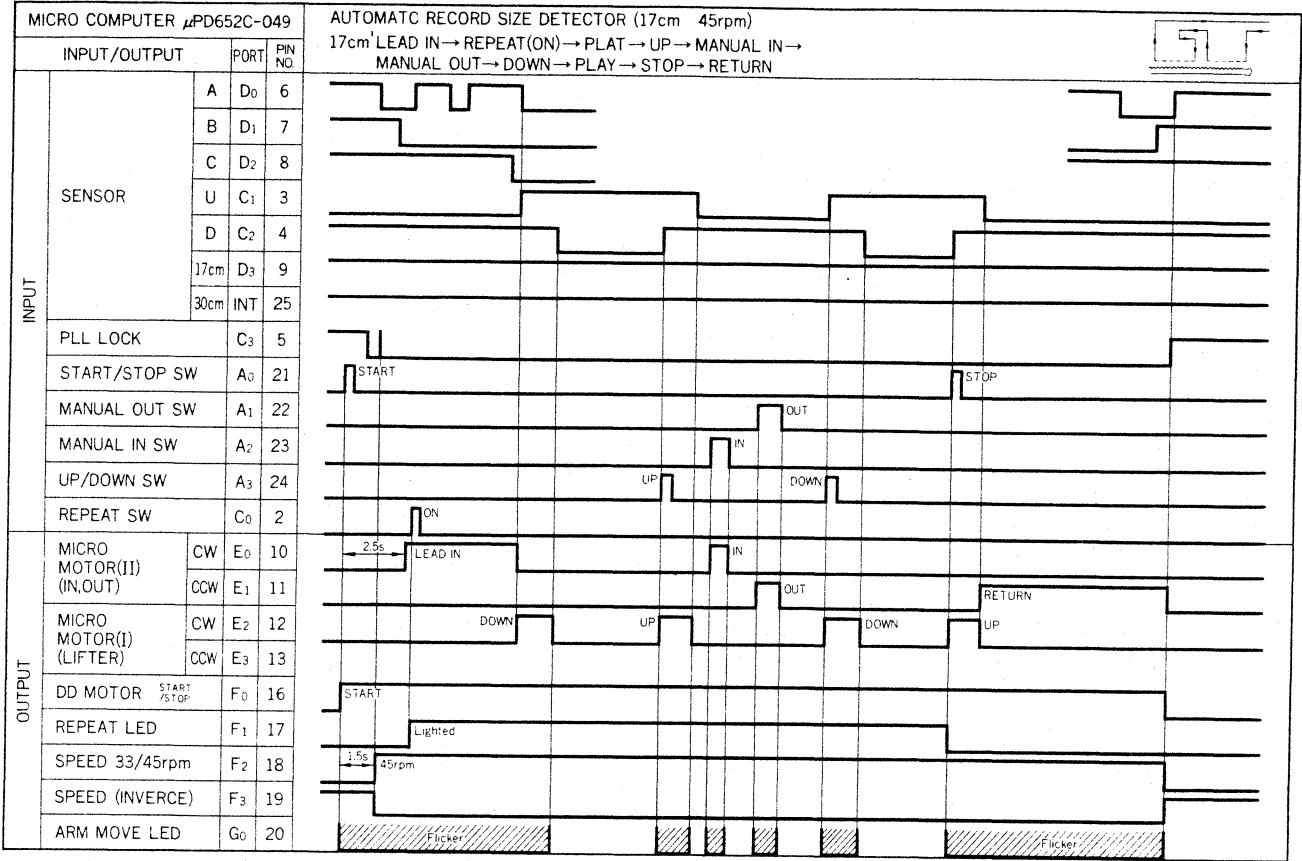 MICRO COMPUTER μPD652C-049
AUTOMATC RECORD SIZE DETECTOR (17cm 45rpm)
17cm' LEAD IN→ REPEAT(ON)→ PLAT→ UP→ MANUAL IN→
MANUAL OUT→ DOWN→ PLAY→ STOP→ RETURN
INPUT/OUTPUT PORT PIN NO.
INPUT
SENSOR
A D0 6
B D1 7
C D2 8
U C1 3
D C2 4
17cm D3 9
30cm INT 25
PLL LOCK C3 5
START/STOP SW A0 21 START STOP
MANUAL OUT SW A1 22 OUT
MANUAL IN SW A2 23 IN
UP/DOWN SW A3 24 UP DOWN
REPEAT SW C0 2 ON
OUTPUT
MICRO MOTOR(II) (IN,OUT)
CW E0 10 2.5s LEAD IN IN
CCW E1 11 OUT RETURN
MICRO MOTOR(I) (LIFTER)
CW E2 12 DOWN UP DOWN UP
CCW E3 13
DD MOTOR START /STOP F0 16 START
REPEAT LED F1 17 Lighted
SPEED 33/45rpm F2 18 1.5s 45rpm
SPEED (INVERCE) F3 19
ARM MOVE LED G0 20 Flicker Flicker